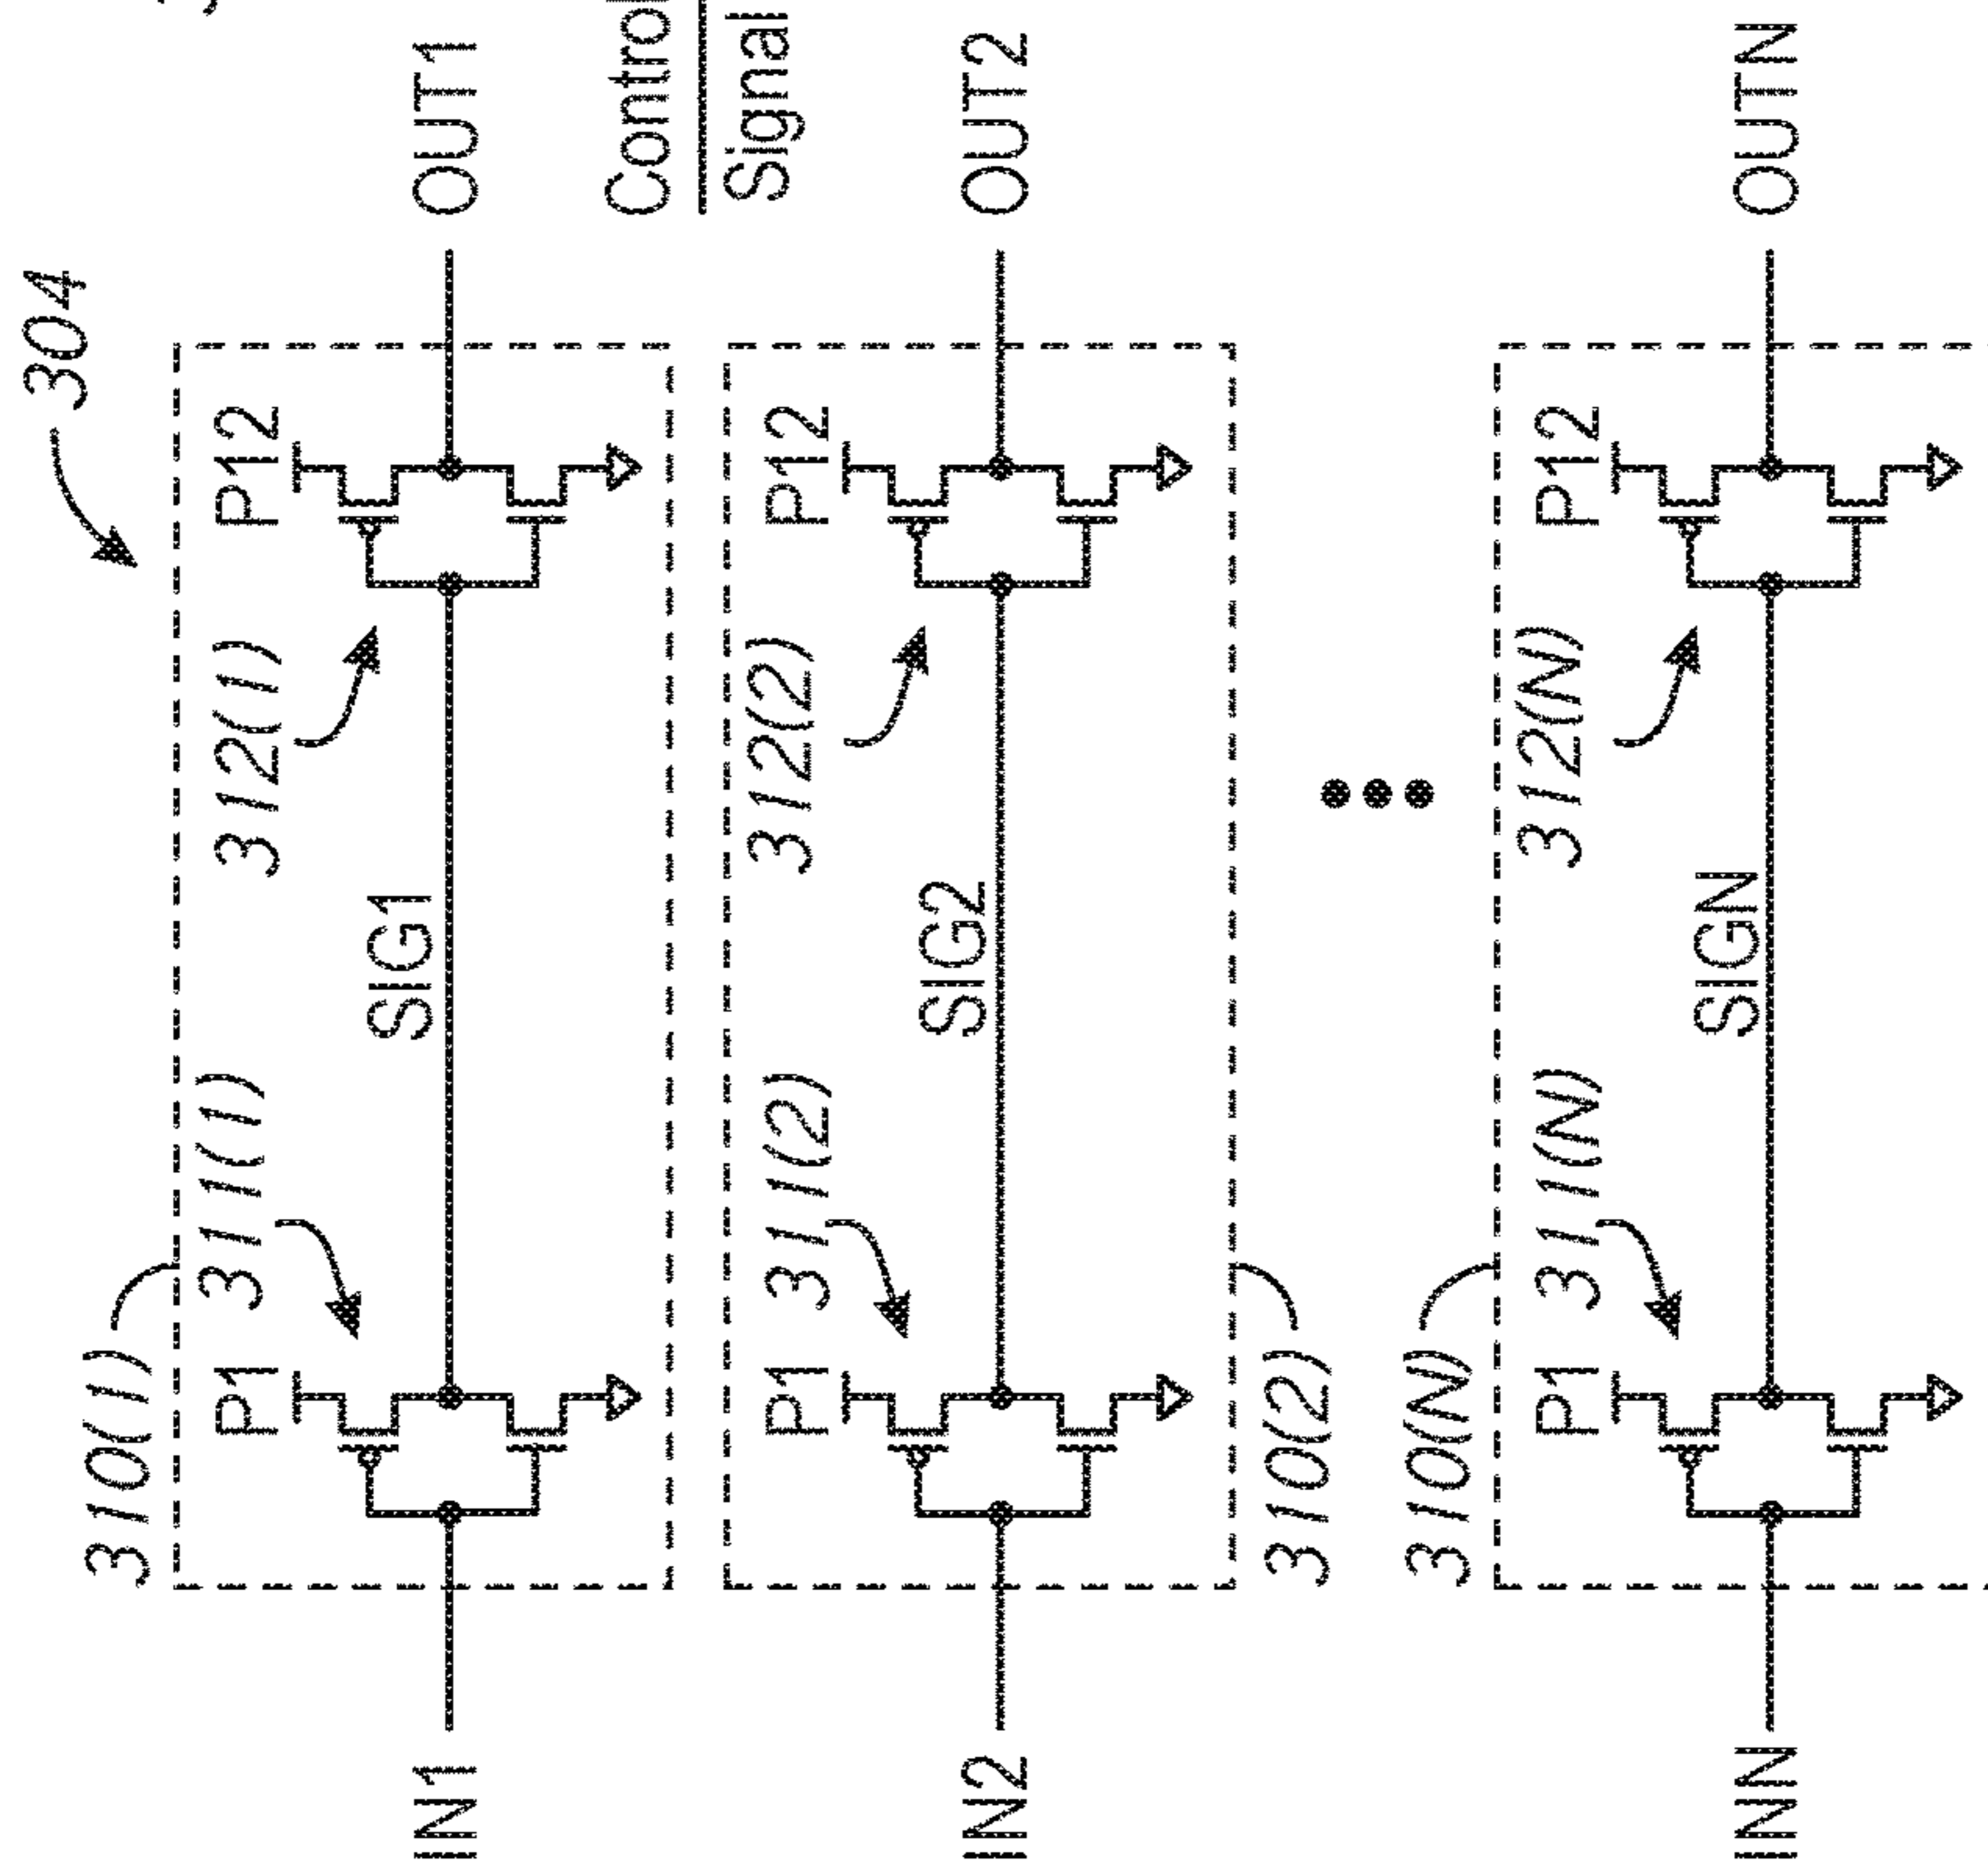 304
310(1)
P1
311(1)
312(1)
P12
IN1
SIG1
OUT1
Control
Signal
P1
311(2)
312(2)
P12
IN2
SIG2
OUT2
310(2)
310(N)
P1
311(N)
312(N)
P12
INN
SIGN
OUTN